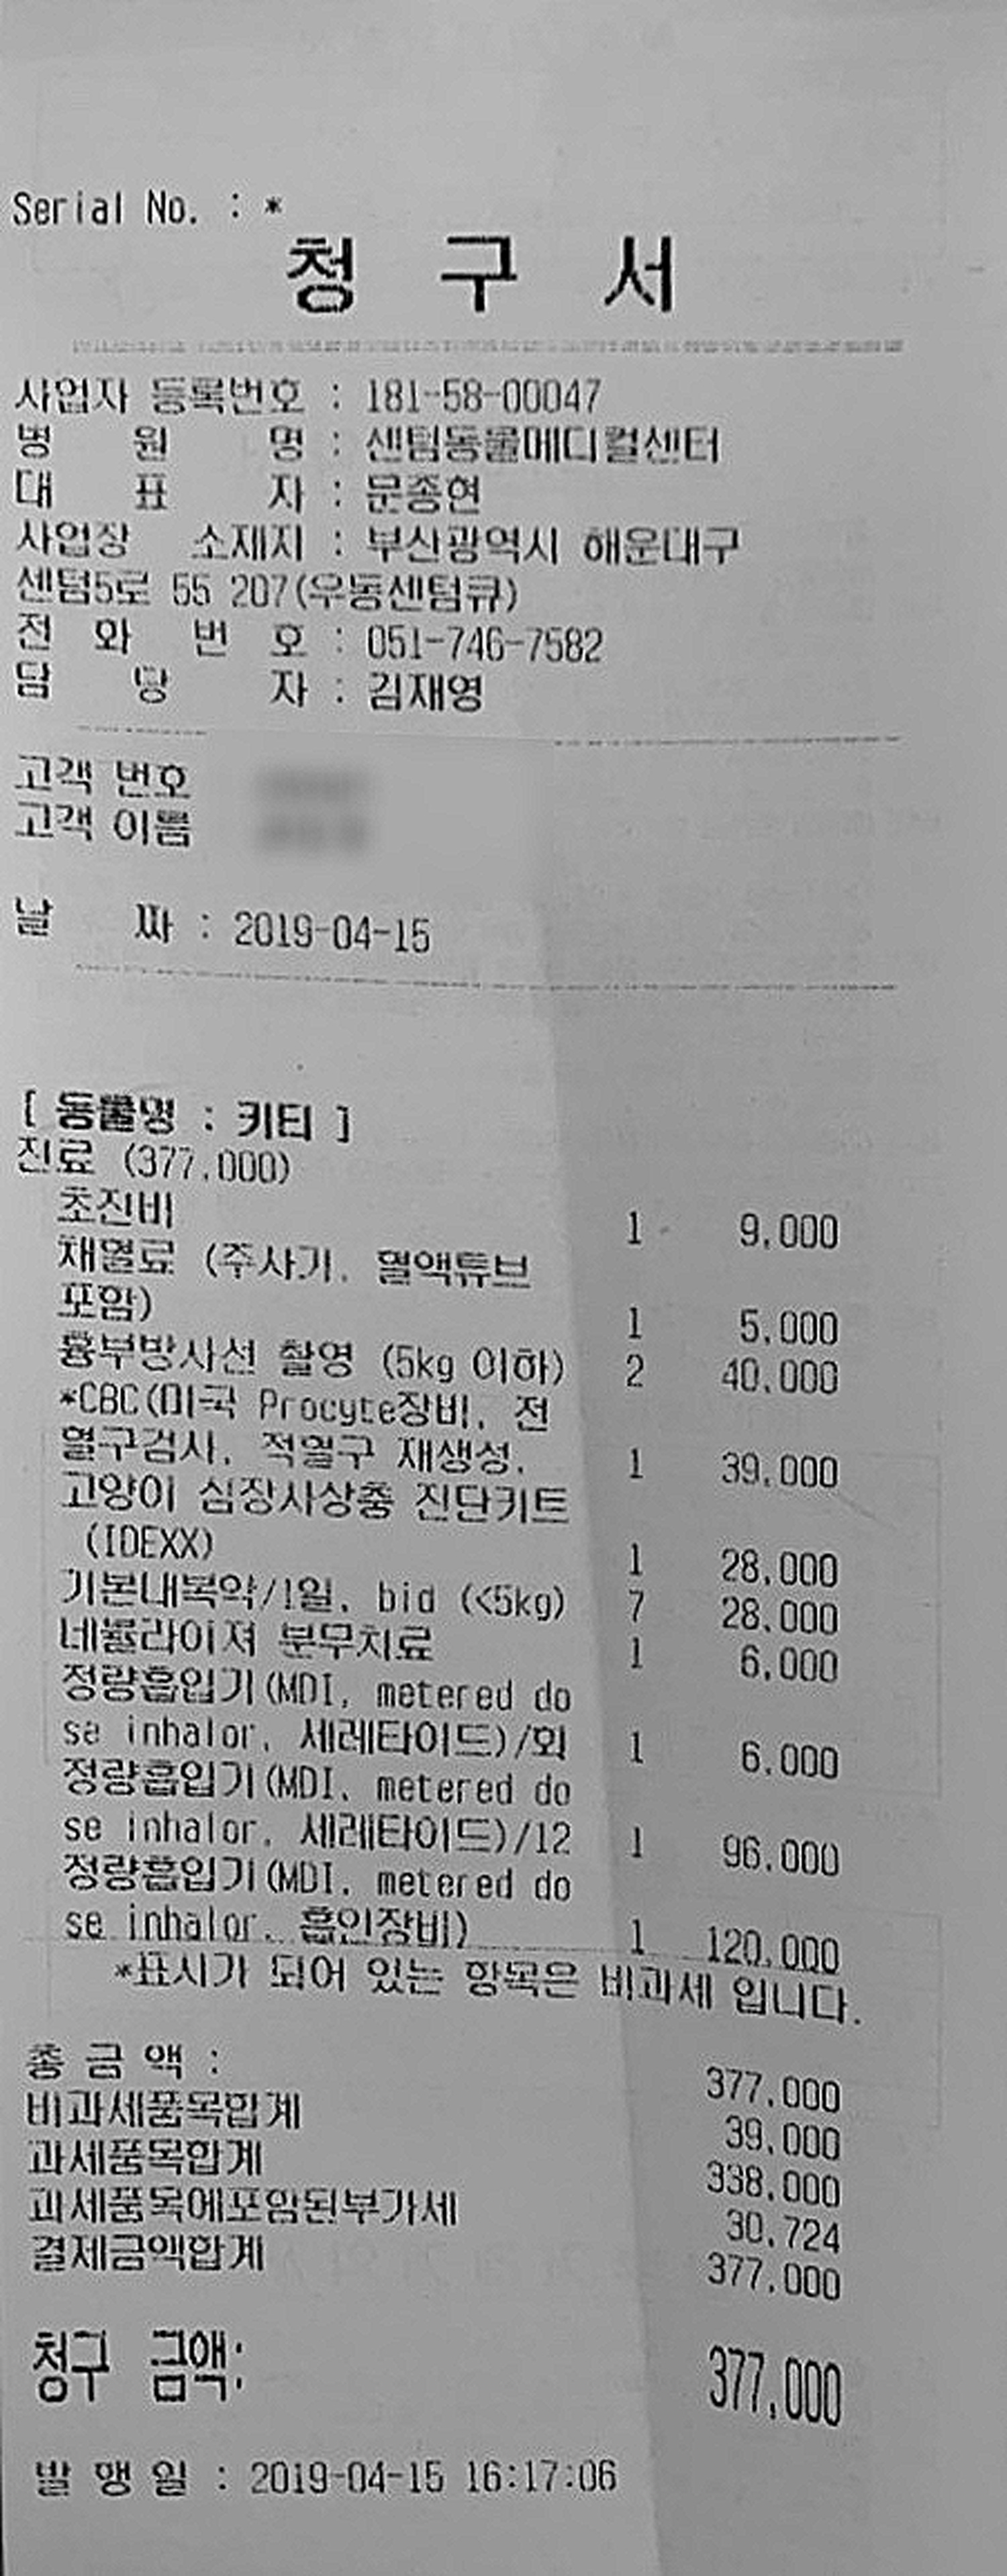 Serial No. : *
청 구 서
사업자 등록번호 : 181-58-00047
병 원 명 : 센텀동물메디컬센터
대 표 자 : 문종현
사업장 소재지 : 부산광역시 해운대구
센텀5로 55 207(우동센텀큐)
전 화 번 호 : 051-746-7582
담 당 자 : 김재영
고객 번호
고객 이름
날 짜 : 2019-04-15
[ 동물명 : 키티 ]
진료 (377,000)
초진비 1 9,000
채혈료 (주사기, 혈액튜브
포함) 1 5,000
흉부방사선 촬영 (5kg 이하) 2 40,000
*CBC(미국 Procyte장비, 전
혈구검사, 적혈구 재생성, 1 39,000
고양이 심장사상충 진단키트
(IDEXX) 1 28,000
기본내복약/1일, bid (<5kg) 7 28,000
네뷸라이져 분무치료 1 6,000
정량흡입기(MDI, metered do
se inhalor, 세레타이드)/회 1 6,000
정량흡입기(MDI, metered do
se inhalor, 세레타이드)/12 1 96,000
정량흡입기(MDI, metered do
se inhalor, 흡인장비) 1 120,000
*표시가 되어 있는 항목은 비과세 입니다.
총 금 액 : 377,000
비과세품목합계 39,000
과세품목합계 338,000
과세품목에포함된부가세 30,724
결제금액합계 377,000
청구 금액: 377,000
발 행 일 : 2019-04-15 16:17:06